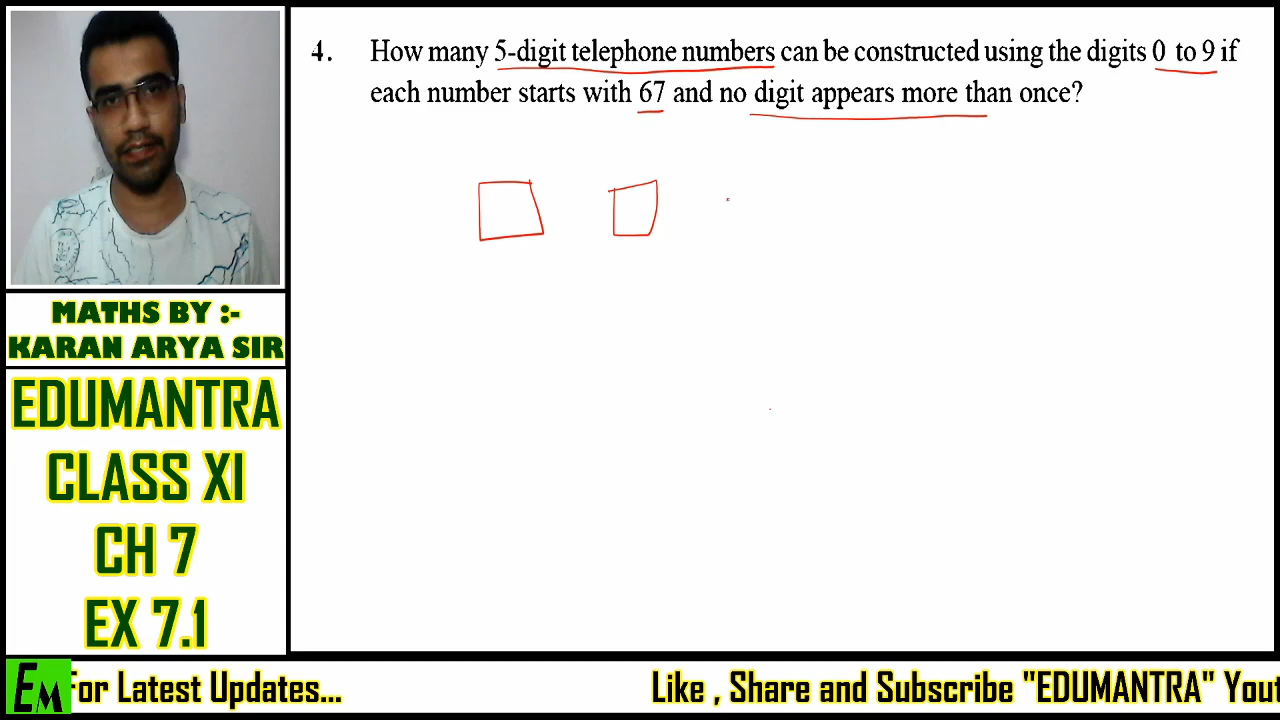 4. How many 5-digit telephone numbers can be constructed using the digits 0 to 9 if
each number starts with 67 and no digit appears more than once?
MATHS BY :-
KARAN ARYA SIR
EDUMANTRA
CLASS XI
CH 7
EX 7.1
EM
For Latest Updates...
Like , Share and Subscribe "EDUMANTRA"